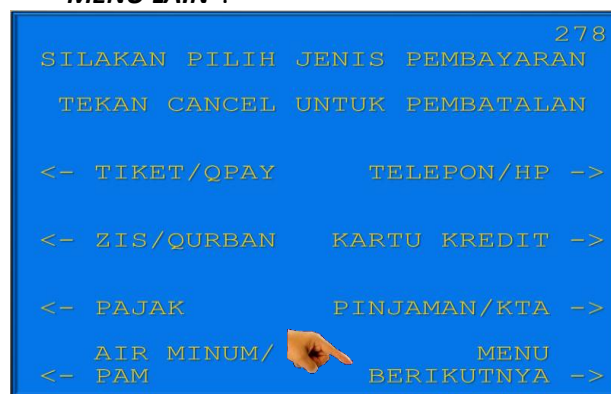 MENU LAIN".
278
SILAKAN PILIH JENIS PEMBAYARAN
TEKAN CANCEL UNTUK PEMBATALAN
<- TIKET/QPAY TELEPON/HP ->
<- ZIS/QURBAN KARTU KREDIT ->
<- PAJAK PINJAMAN/KTA ->
AIR MINUM/ MENU
<- PAM BERIKUTNYA ->